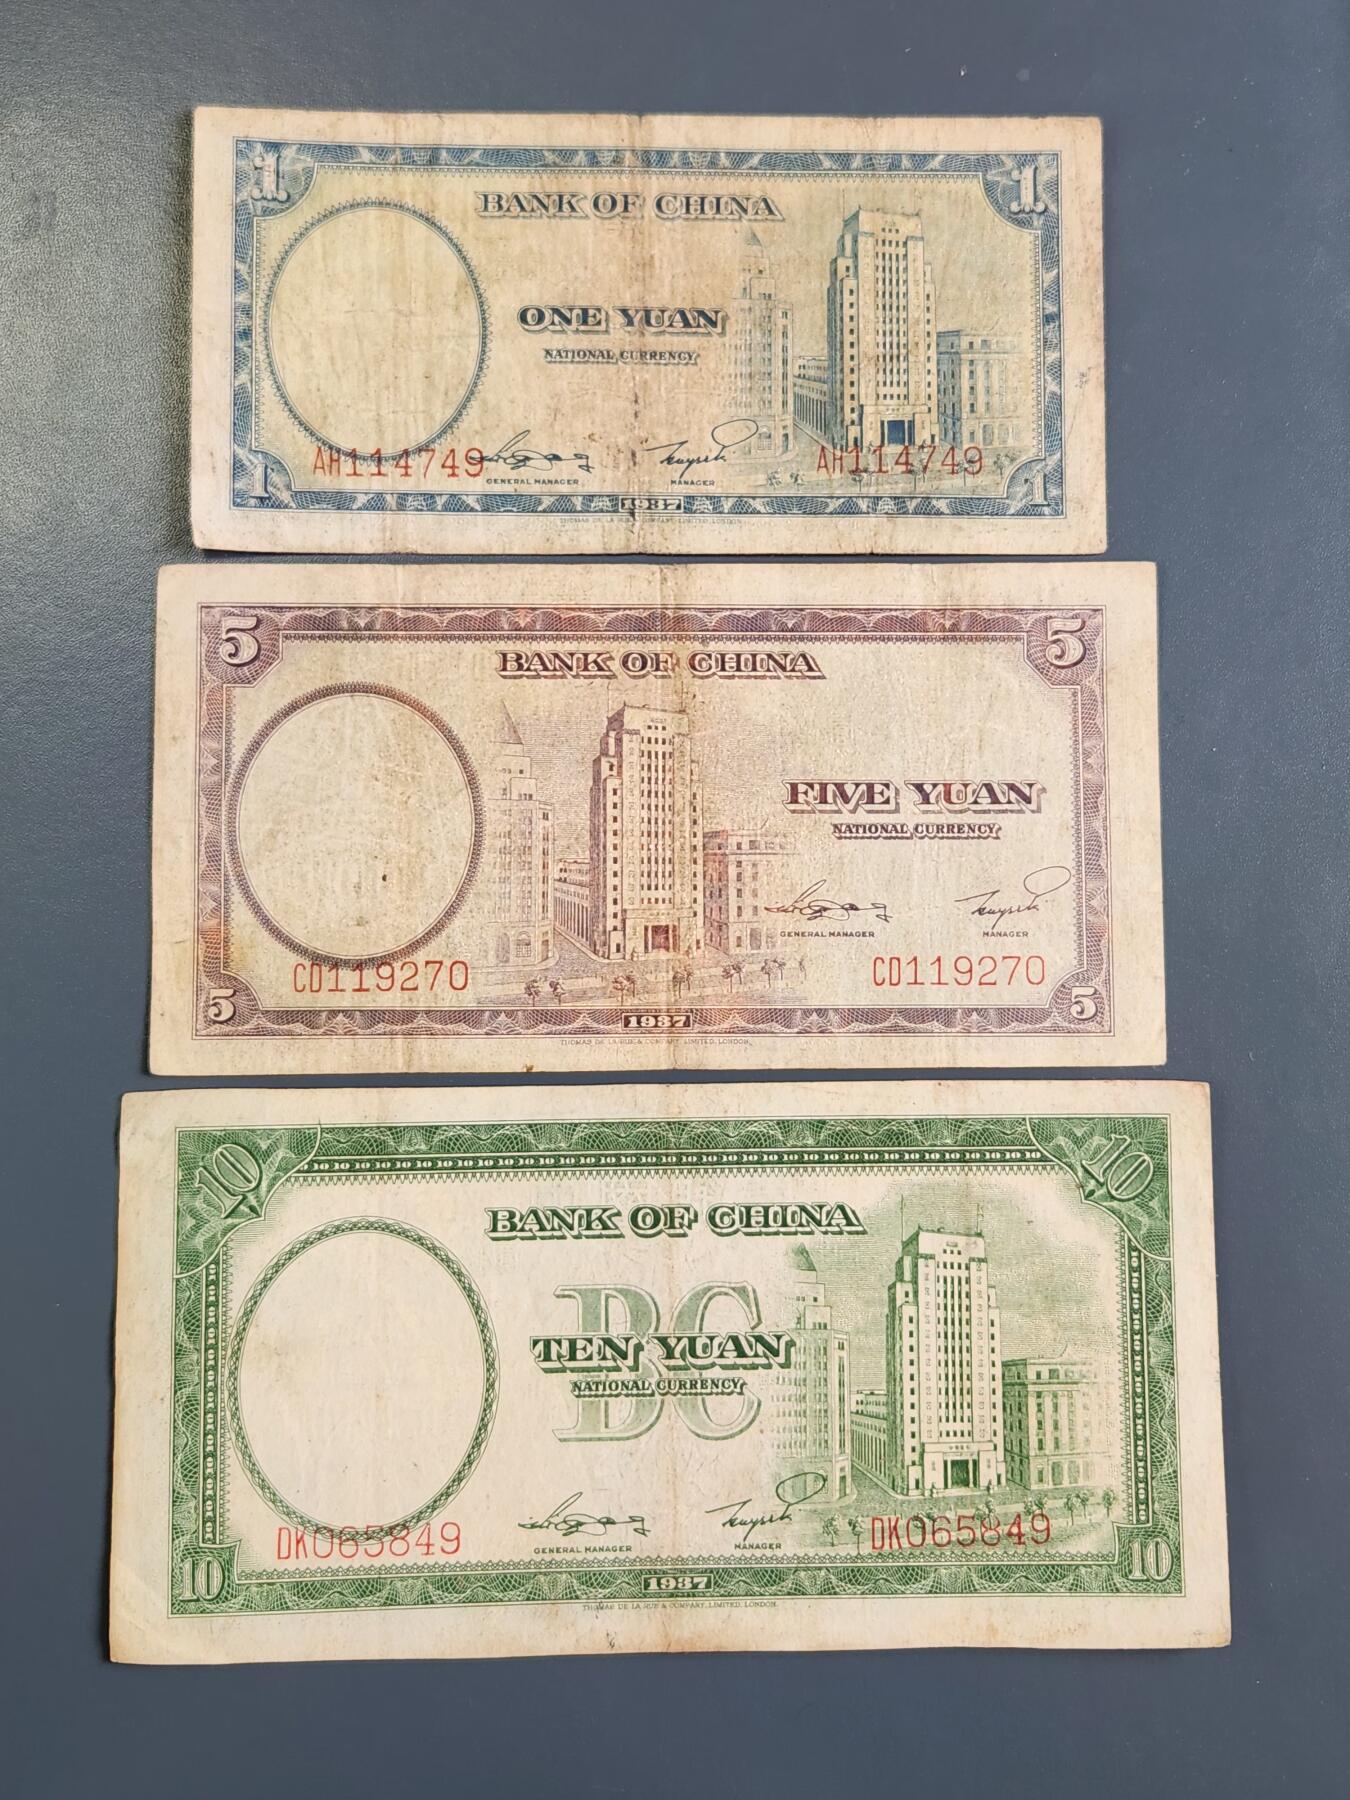 1 1
BANK OF CHINA
ONE YUAN
NATIONAL CURRENCY
AH114749 AH114749
GENERAL MANAGER MANAGER
1 1937 1
THOMAS DE LA RUE & COMPANY, LIMITED, LONDON.
5 5
BANK OF CHINA
FIVE YUAN
NATIONAL CURRENCY
GENERAL MANAGER MANAGER
CD119270 CD119270
5 1937 5
THOMAS DE LA RUE & COMPANY, LIMITED, LONDON.
10 10
BANK OF CHINA
BC
TEN YUAN
NATIONAL CURRENCY
DK065849 DK065849
GENERAL MANAGER MANAGER
10 1937 10
THOMAS DE LA RUE & COMPANY, LIMITED, LONDON.